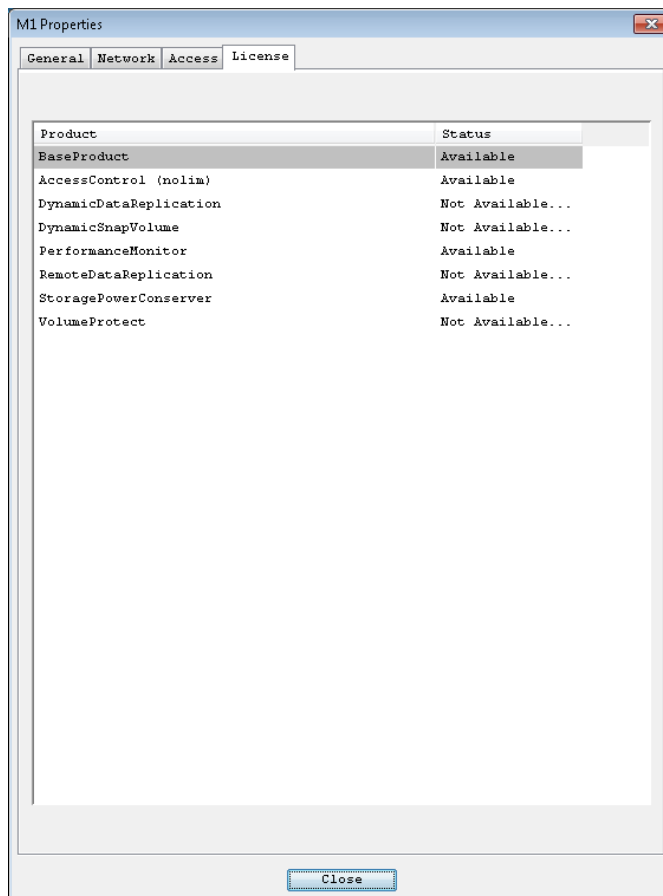 M1 Properties
General Network Access License
Product Status
BaseProduct Available
AccessControl (nolim) Available
DynamicDataReplication Not Available...
DynamicSnapVolume Not Available...
PerformanceMonitor Available
RemoteDataReplication Not Available...
StoragePowerConserver Available
VolumeProtect Not Available...
Close